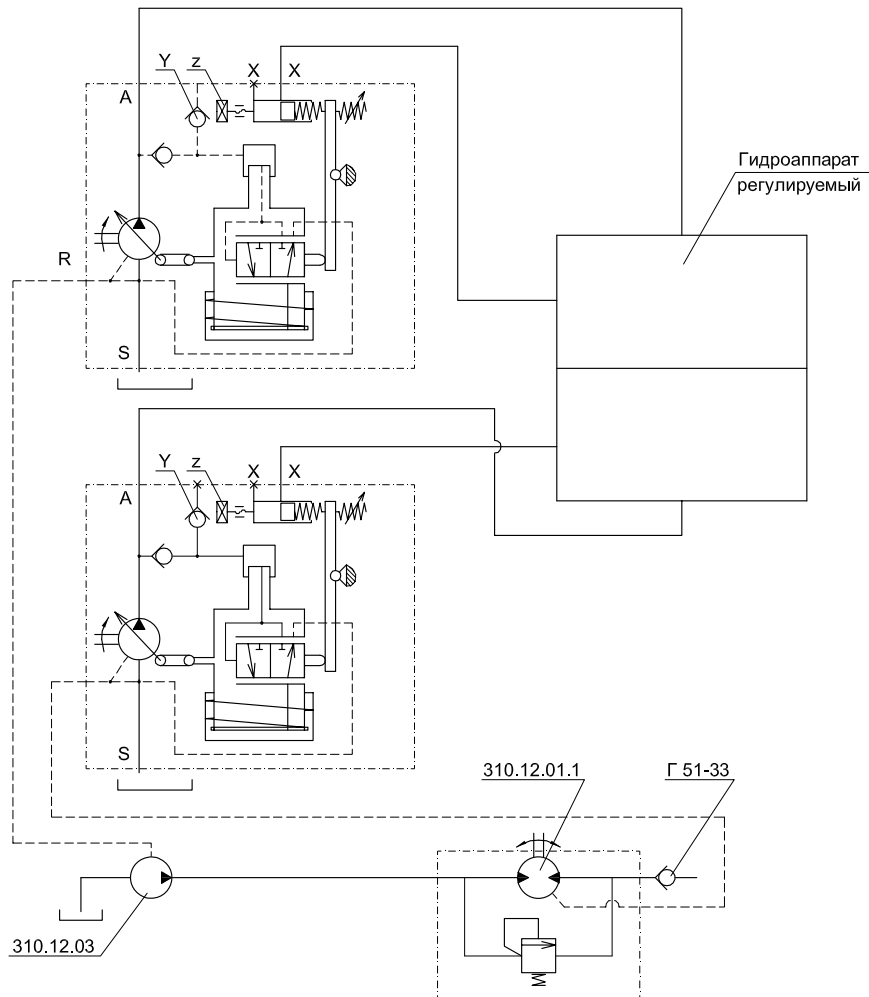 Y z X X
A
Гидроаппарат
регулируемый
R
S
Y z X X
A
S
310.12.01.1 Г 51-33
310.12.03